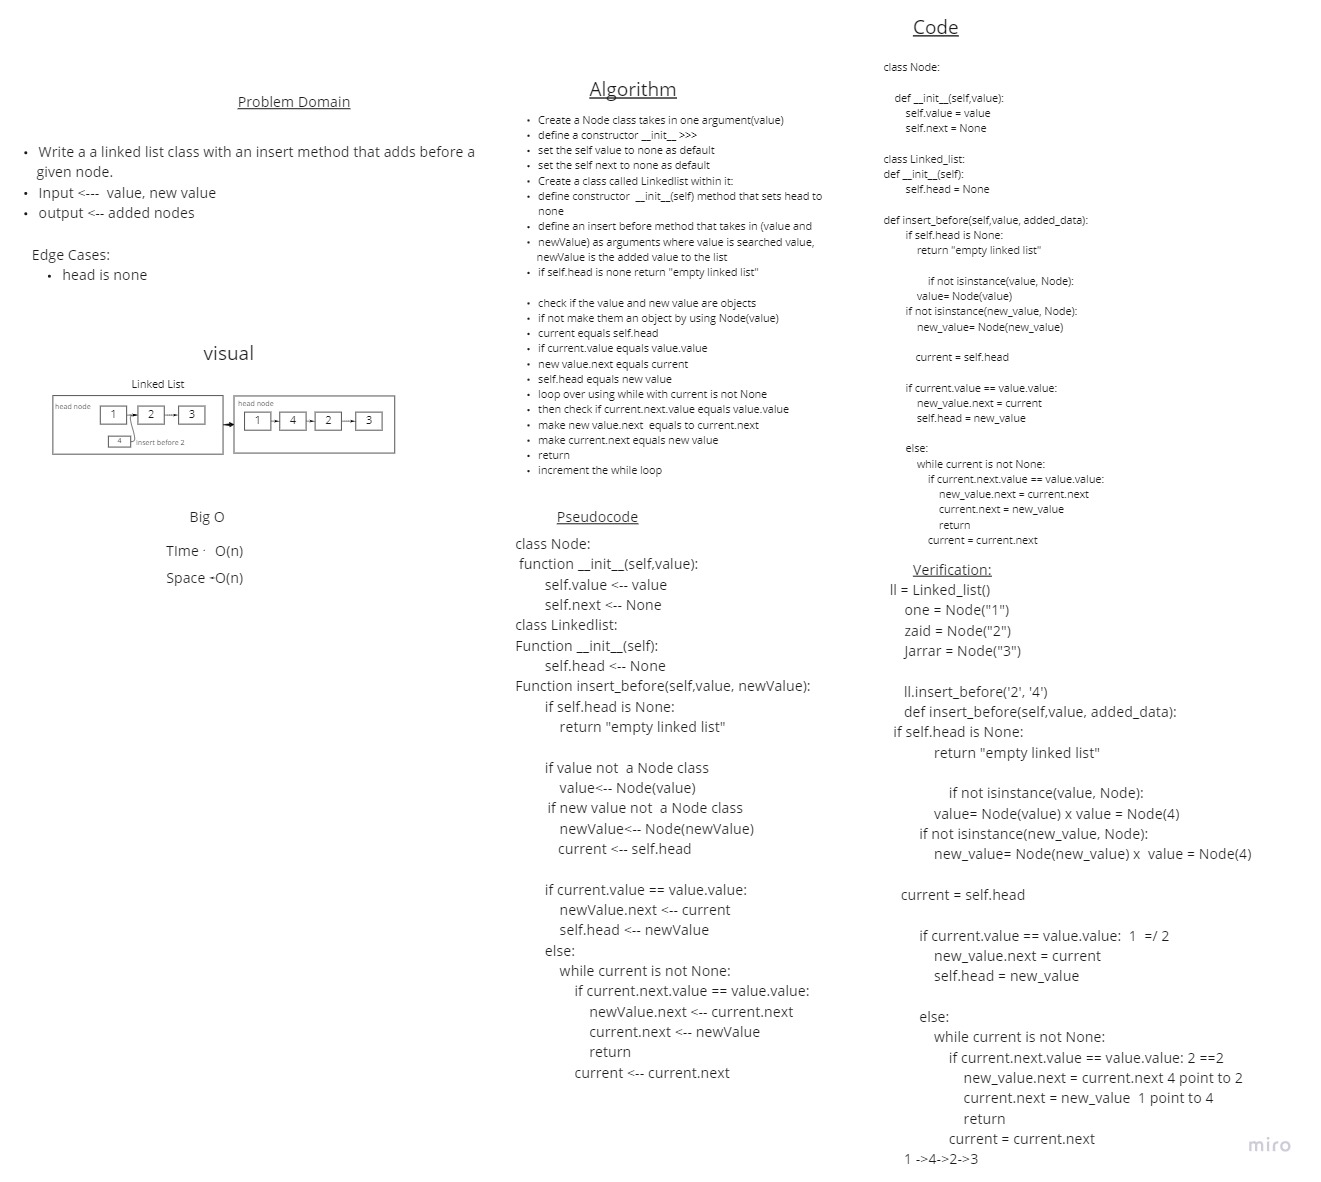 Problem Domain
• Write a a linked list class with an insert method that adds before a
given node.
• Input <--- value, new value
• output <-- added nodes
Edge Cases:
• head is none
visual
Linked List
head node
1
2
3
4
insert before 2
head node
1
4
2
3
Big O
TIme · O(n)
Space -O(n)
Algorithm
• Create a Node class takes in one argument(value)
• define a constructor __init__ >>>
• set the self value to none as default
• set the self next to none as default
• Create a class called Linkedlist within it:
• define constructor __init__(self) method that sets head to
none
• define an insert before method that takes in (value and
• newValue) as arguments where value is searched value,
newValue is the added value to the list
• if self.head is none return "empty linked list"
• check if the value and new value are objects
• if not make them an object by using Node(value)
• current equals self.head
• if current.value equals value.value
• new value.next equals current
• self.head equals new value
• loop over using while with current is not None
• then check if current.next.value equals value.value
• make new value.next equals to current.next
• make current.next equals new value
• return
• increment the while loop
Pseudocode
class Node:
function __init__(self,value):
self.value <-- value
self.next <-- None
class Linkedlist:
Function __init__(self):
self.head <-- None
Function insert_before(self,value, newValue):
if self.head is None:
return "empty linked list"
if value not a Node class
value<-- Node(value)
if new value not a Node class
newValue<-- Node(newValue)
current <-- self.head
if current.value == value.value:
newValue.next <-- current
self.head <-- newValue
else:
while current is not None:
if current.next.value == value.value:
newValue.next <-- current.next
current.next <-- newValue
return
current <-- current.next
Code
class Node:
def __init__(self,value):
self.value = value
self.next = None
class Linked_list:
def __init__(self):
self.head = None
def insert_before(self,value, added_data):
if self.head is None:
return "empty linked list"
if not isinstance(value, Node):
value= Node(value)
if not isinstance(new_value, Node):
new_value= Node(new_value)
current = self.head
if current.value == value.value:
new_value.next = current
self.head = new_value
else:
while current is not None:
if current.next.value == value.value:
new_value.next = current.next
current.next = new_value
return
current = current.next
Verification:
ll = Linked_list()
one = Node("1")
zaid = Node("2")
Jarrar = Node("3")
ll.insert_before('2', '4')
def insert_before(self,value, added_data):
if self.head is None:
return "empty linked list"
if not isinstance(value, Node):
value= Node(value) x value = Node(4)
if not isinstance(new_value, Node):
new_value= Node(new_value) x value = Node(4)
current = self.head
if current.value == value.value: 1 =/ 2
new_value.next = current
self.head = new_value
else:
while current is not None:
if current.next.value == value.value: 2 ==2
new_value.next = current.next 4 point to 2
current.next = new_value 1 point to 4
return
current = current.next
1 ->4->2->3
miro